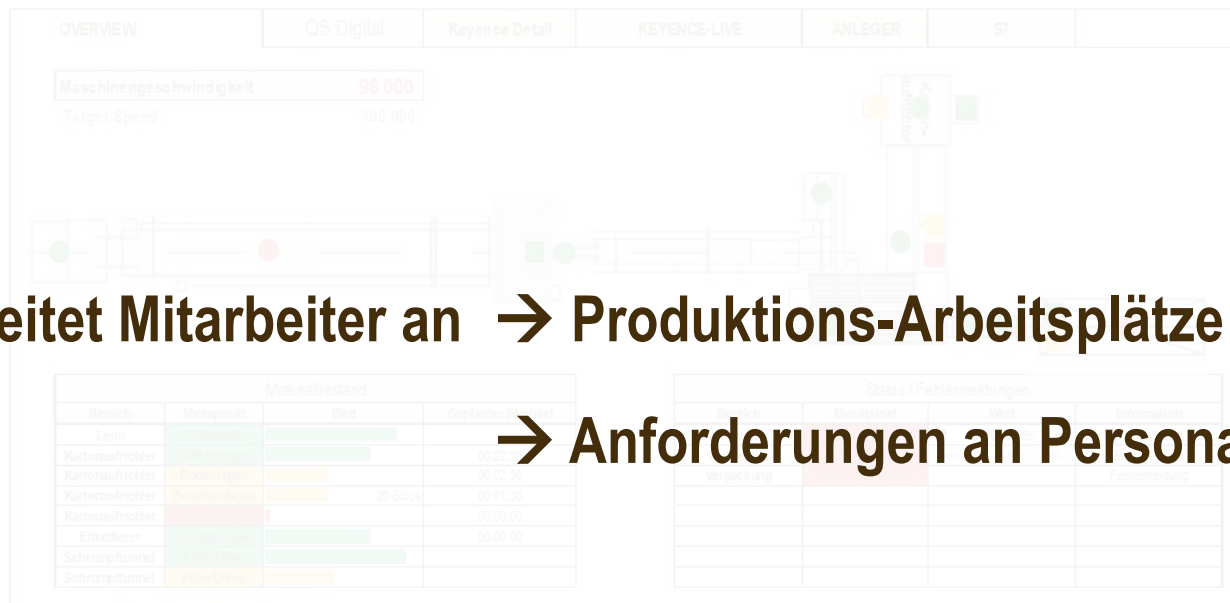 OVERVIEW QS Digital Keyence Detail KEYENCE-LIVE ANLEGER S7
Maschinengeschwindigkeit 98 000
Target Speed 100 000
eitet Mitarbeiter an → Produktions-Arbeitsplätze
Materialbestand Status / Fehlermeldungen
Bereich Messpunkt Wert Geplanter Wechsel Bereich Messpunkt Wert Information
→ Anforderungen an Persona
Leim
Kartonaufrichter 00:22:30
Kartonaufrichter Bodenlagen 00:02:30 Verpackung Fehlermeldung
Kartonaufrichter Zwischenlagen 20 Stück 00:01:30
Kartonaufrichter 00:00:00
Etikettierer 08:00:00
Schrumpftunnel
Schrumpftunnel Folie Unten